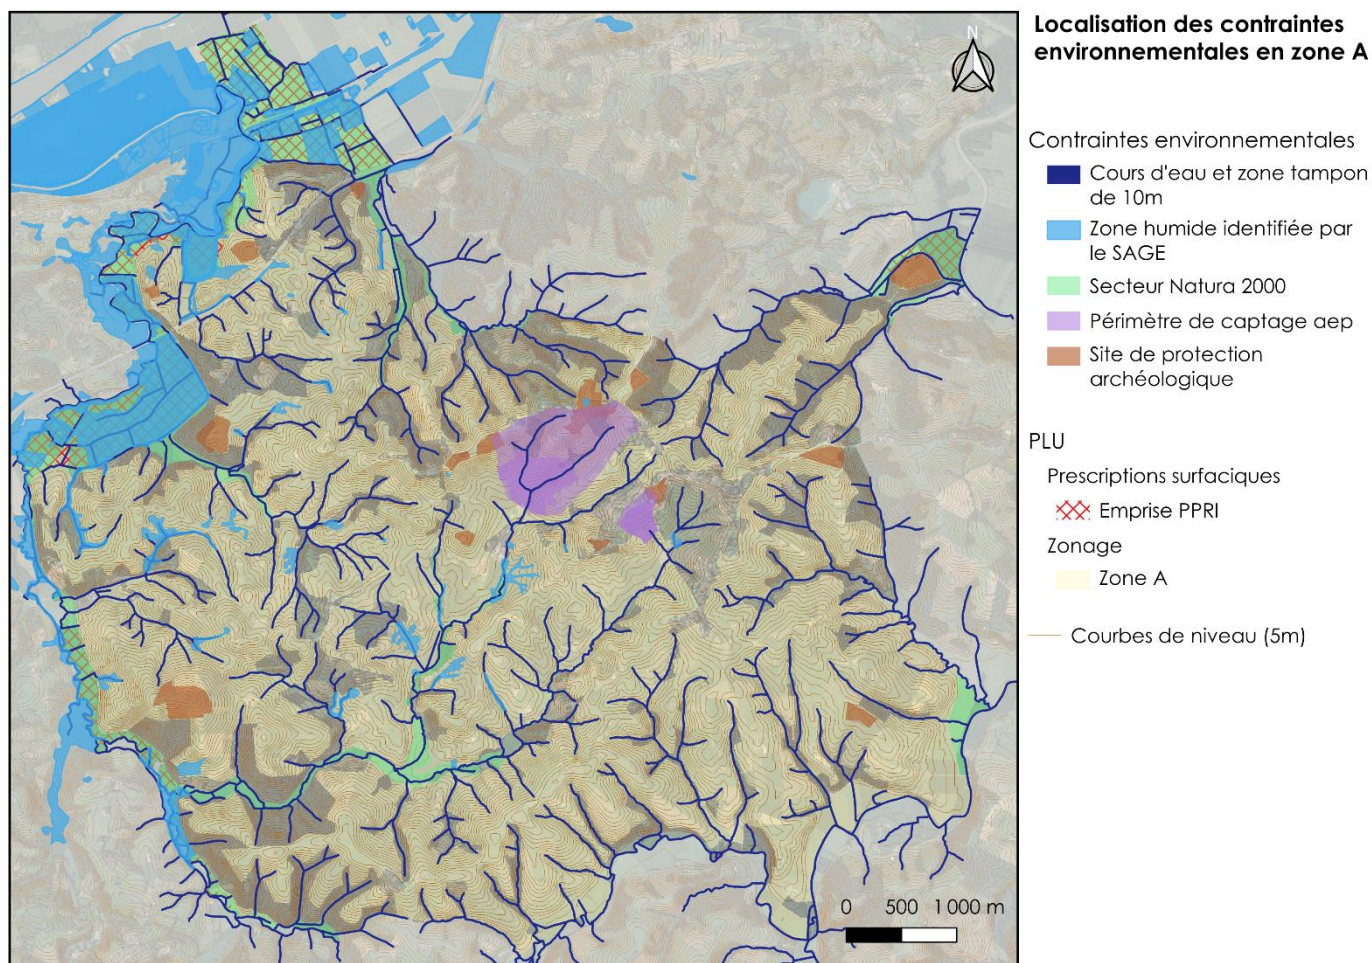 Localisation des contraintes
environnementales en zone A
N
Contraintes environnementales
Cours d'eau et zone tampon
de 10m
Zone humide identifiée par
le SAGE
Secteur Natura 2000
Périmètre de captage aep
Site de protection
archéologique
PLU
Prescriptions surfaciques
Emprise PPRI
Zonage
Zone A
Courbes de niveau (5m)
0 500 1 000 m